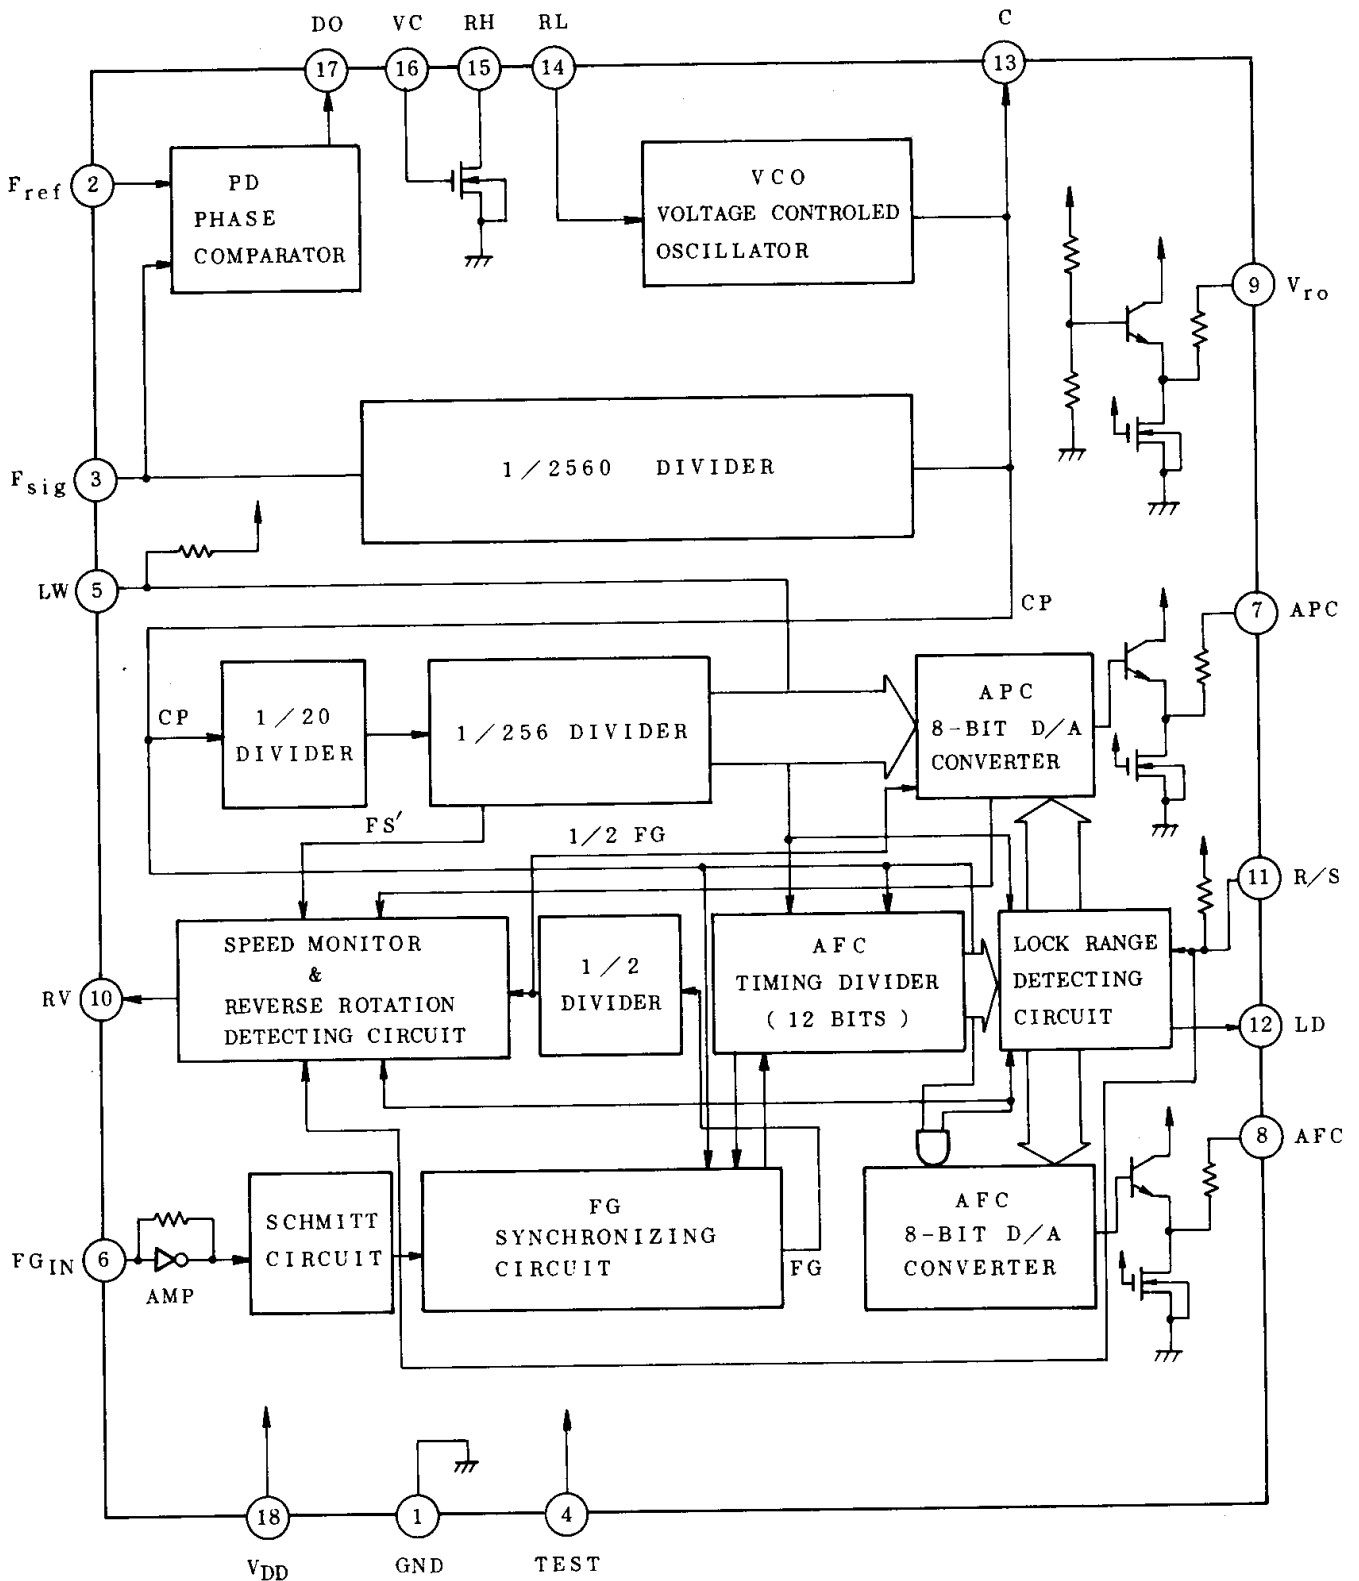 DO VC RH RL C
17 16 15 14 13
F ref 2
PD
PHASE
COMPARATOR
VCO
VOLTAGE CONTROLED
OSCILLATOR
9 Vro
F sig 3
1/2560 DIVIDER
LW 5
CP
7 APC
CP
1/20
DIVIDER
1/256 DIVIDER
APC
8-BIT D/A
CONVERTER
FS'
1/2 FG
11 R/S
SPEED MONITOR
&
REVERSE ROTATION
DETECTING CIRCUIT
1/2
DIVIDER
AFC
TIMING DIVIDER
(12 BITS)
LOCK RANGE
DETECTING
CIRCUIT
RV 10
12 LD
8 AFC
SCHMITT
CIRCUIT
FG
SYNCHRONIZING
CIRCUIT
AFC
8-BIT D/A
CONVERTER
FGIN 6
AMP
FG
18 1 4
VDD GND TEST